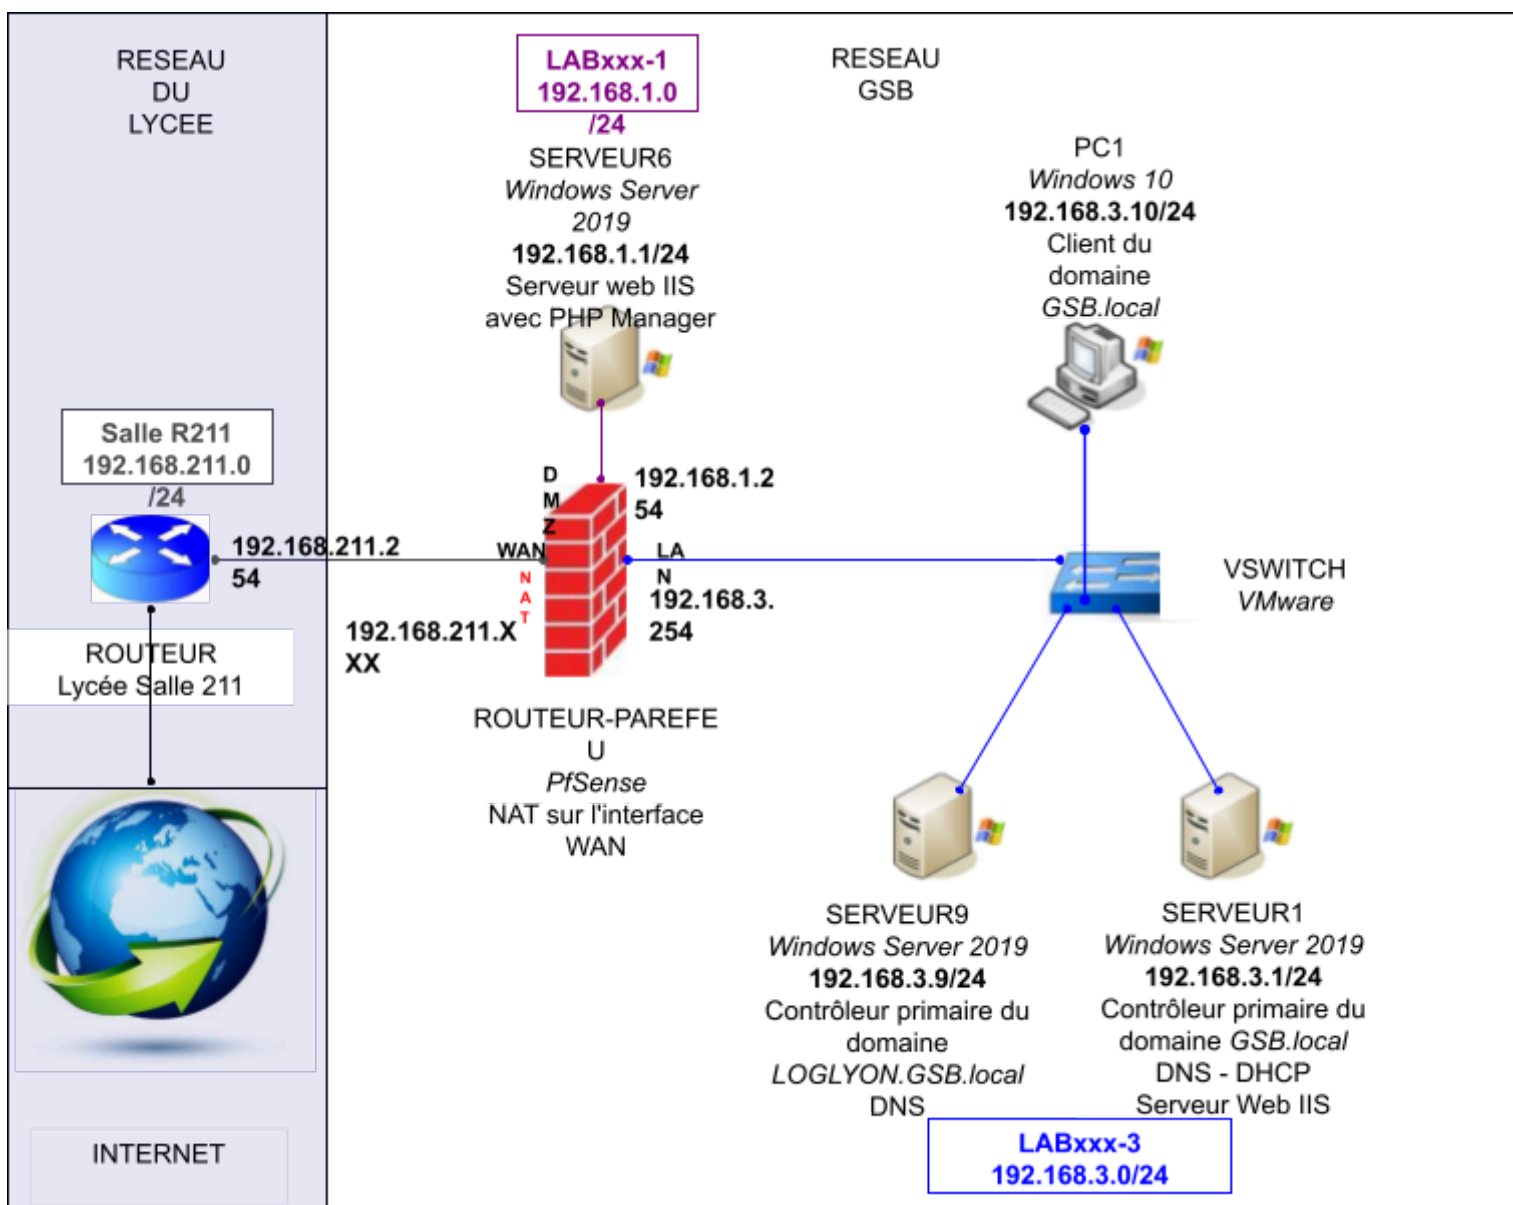 RESEAU
DU
LYCEE
LABxxx-1
192.168.1.0
/24
RESEAU
GSB
SERVEUR6
Windows Server
2019
192.168.1.1/24
Serveur web IIS
avec PHP Manager
PC1
Windows 10
192.168.3.10/24
Client du
domaine
GSB.local
Salle R211
192.168.211.0
/24
192.168.211.2
54
ROUTEUR
Lycée Salle 211
D
M
Z
192.168.1.2
54
WAN
N
A
T
LA
N
192.168.3.
254
192.168.211.X
XX
VSWITCH
VMware
ROUTEUR-PAREFE
U
PfSense
NAT sur l'interface
WAN
SERVEUR9
Windows Server 2019
192.168.3.9/24
Contrôleur primaire du
domaine
LOGLYON.GSB.local
DNS
SERVEUR1
Windows Server 2019
192.168.3.1/24
Contrôleur primaire du
domaine GSB.local
DNS - DHCP
Serveur Web IIS
LABxxx-3
192.168.3.0/24
INTERNET